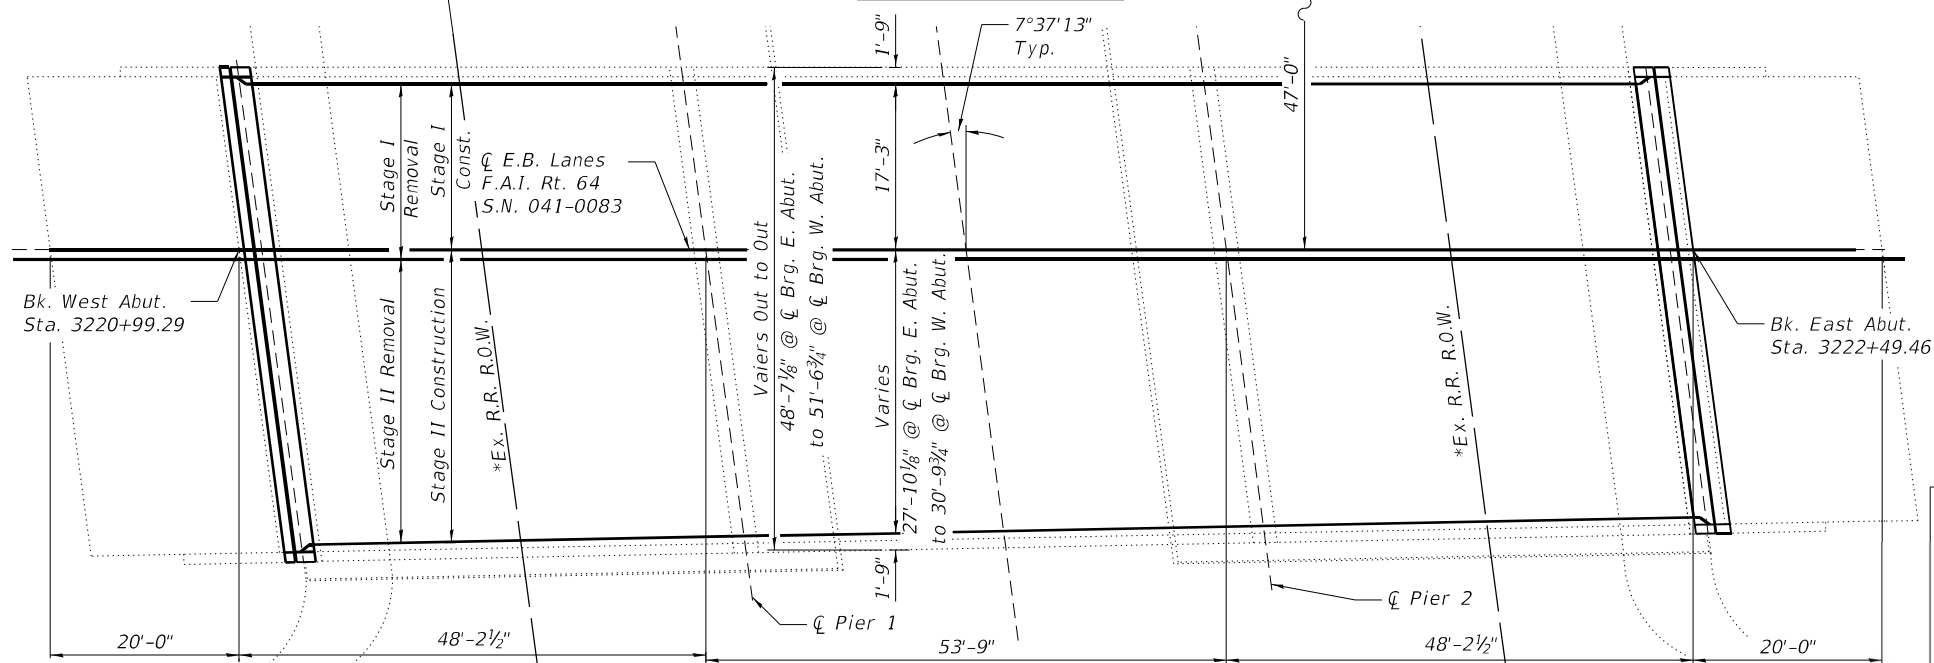 1'-9"
7°37'13"
Typ.
47'-0"
Stage I
Removal
Stage I
Const.
℄ E.B. Lanes
F.A.I. Rt. 64
S.N. 041-0083
17'-3"
Bk. West Abut.
Sta. 3220+99.29
Stage II Removal
Stage II Construction
*Ex. R.R. R.O.W.
Vaiers Out to Out
48'-7⅛" @ ℄ Brg. E. Abut.
to 51'-6¾" @ ℄ Brg. W. Abut.
Varies
27'-10⅛" @ ℄ Brg. E. Abut.
to 30'-9¾" @ ℄ Brg. W. Abut.
*Ex. R.R. R.O.W.
Bk. East Abut.
Sta. 3222+49.46
1'-9"
℄ Pier 1
℄ Pier 2
20'-0"
48'-2½"
53'-9"
48'-2½"
20'-0"